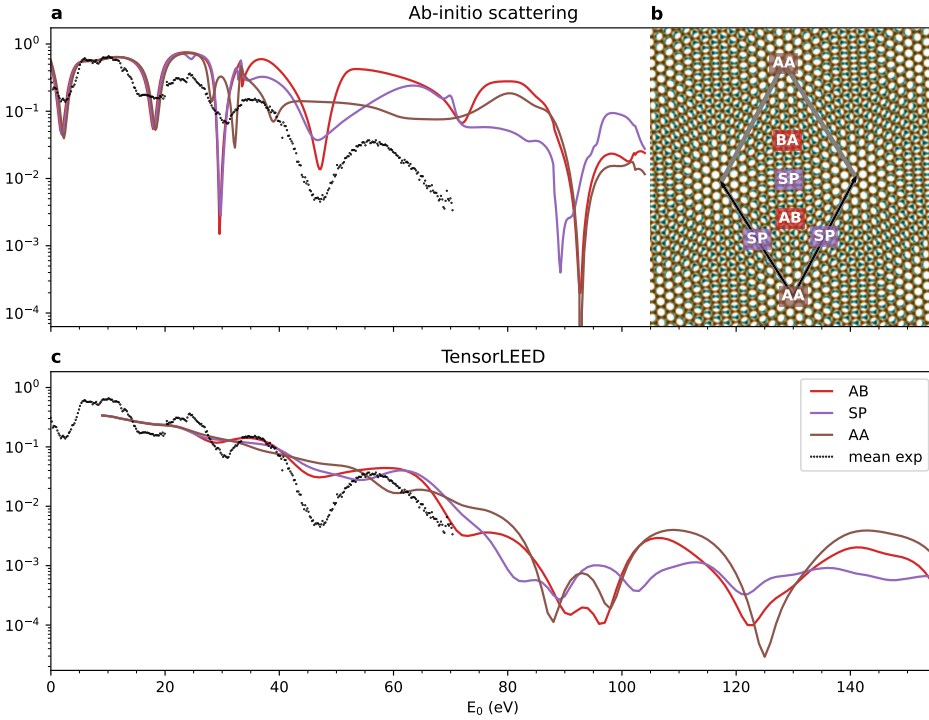 a
Ab-initio scattering
b
10⁰
10⁻¹
10⁻²
10⁻³
10⁻⁴
AA
BA
SP
AB
SP
SP
AA
c
TensorLEED
10⁰
10⁻¹
10⁻²
10⁻³
10⁻⁴
AB
SP
AA
mean exp
0
20
40
60
80
100
120
140
E₀ (eV)